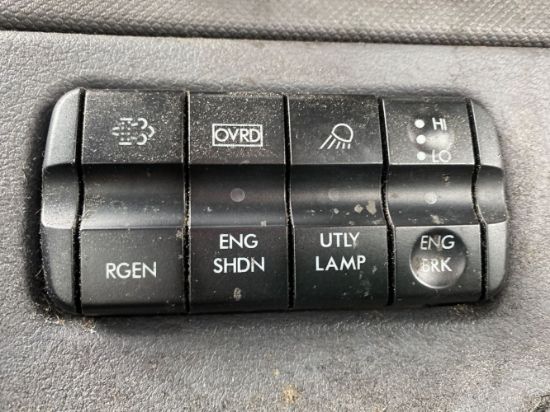 RGEN
OVRD
ENG
SHDN
UTLY
LAMP
HI
LO
ENG
BRK